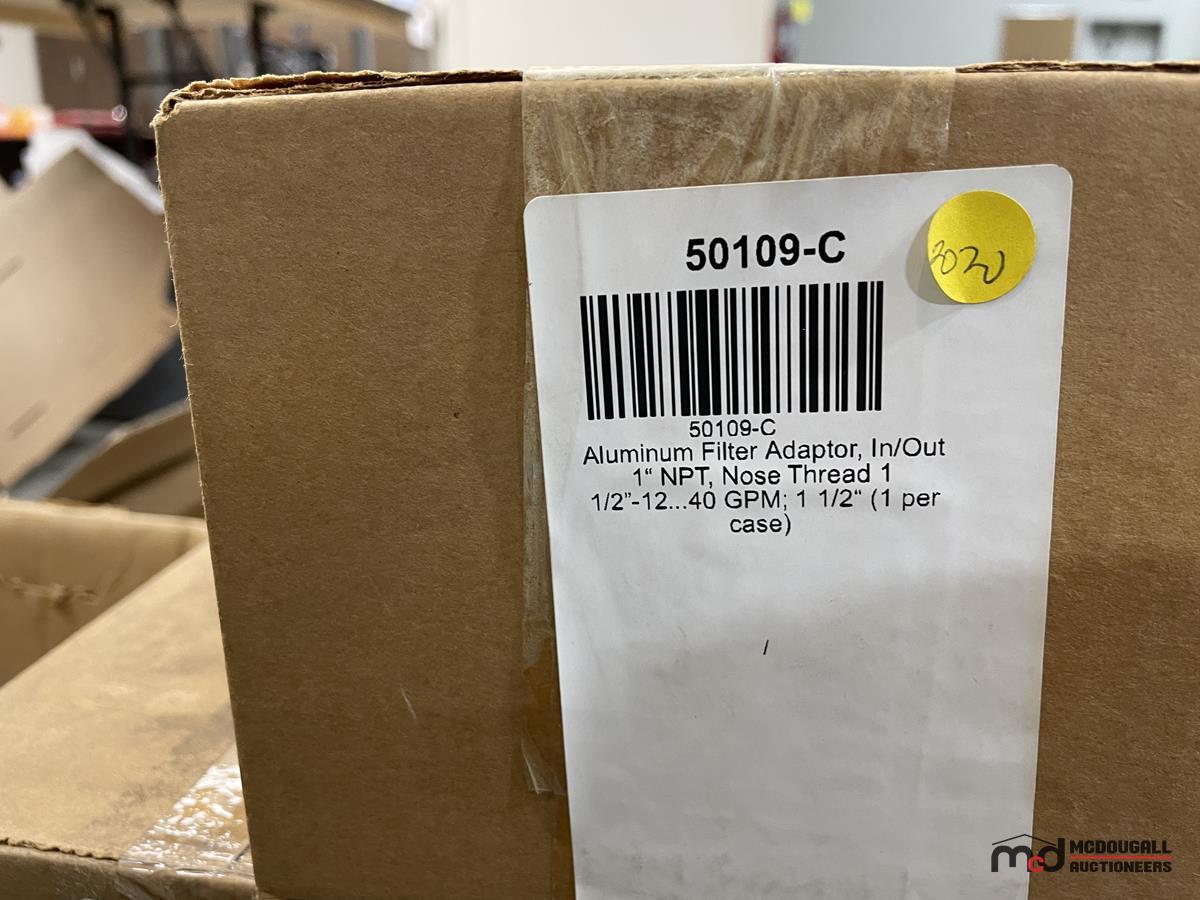 50109-C
2020
50109-C
Aluminum Filter Adaptor, In/Out
1“ NPT, Nose Thread 1
1/2”-12...40 GPM; 1 1/2“ (1 per
case)
mcd MCDOUGALL
AUCTIONEERS